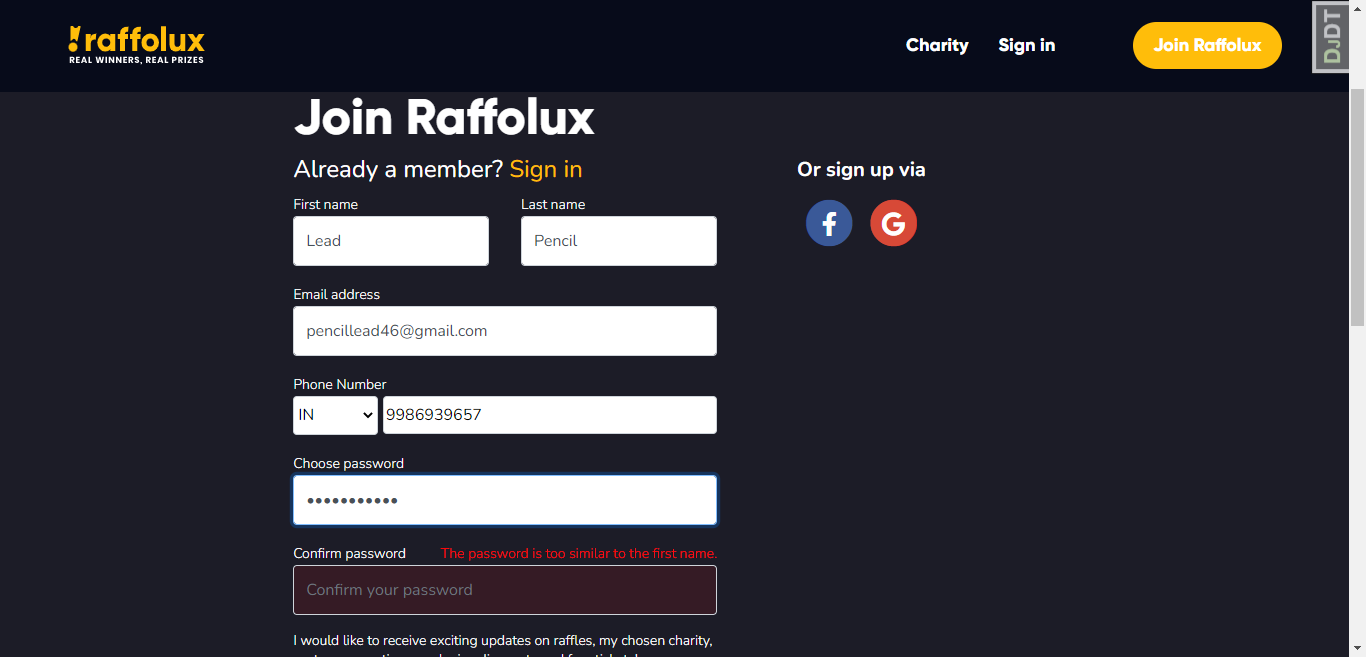 raffolux
REAL WINNERS, REAL PRIZES
Charity
Sign in
Join Raffolux
DJDT
Join Raffolux
Already a member? Sign in
Or sign up via
First name
Last name
Lead
Pencil
Email address
pencillead46@gmail.com
Phone Number
IN
9986939657
Choose password
•••••••••••
Confirm password
The password is too similar to the first name.
Confirm your password
I would like to receive exciting updates on raffles, my chosen charity,